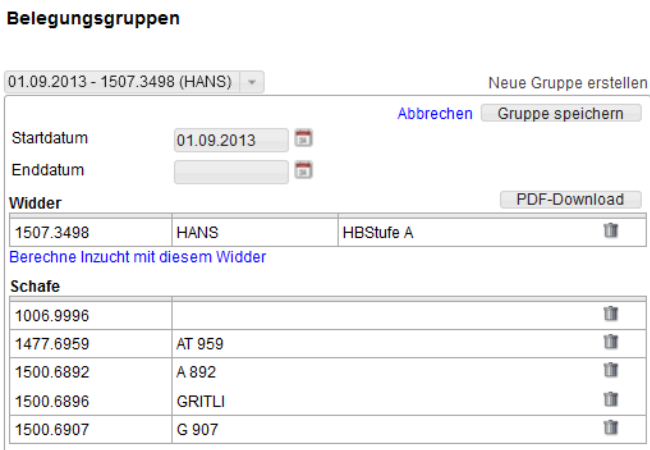 Belegungsgruppen
01.09.2013 - 1507.3498 (HANS)
Neue Gruppe erstellen
Abbrechen Gruppe speichern
Startdatum 01.09.2013
Enddatum
Widder PDF-Download
1507.3498 HANS HBStufe A
Berechne Inzucht mit diesem Widder
Schafe
1006.9996
1477.6959 AT 959
1500.6892 A 892
1500.6896 GRITLI
1500.6907 G 907